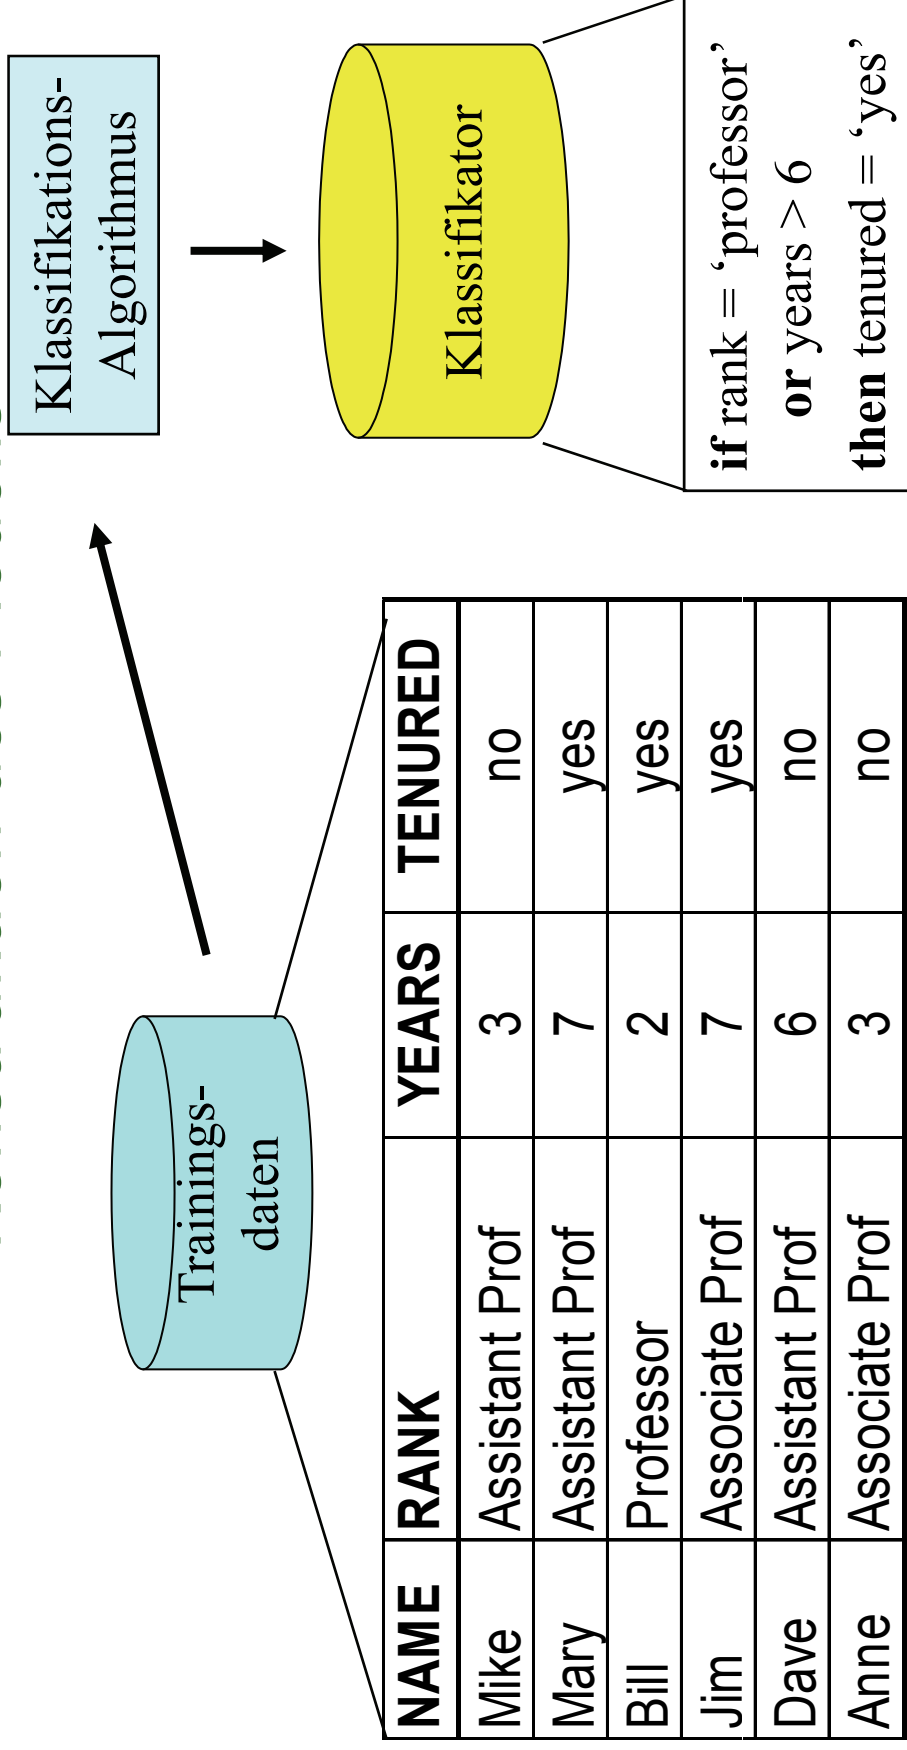 Klassifikations-
Algorithmus
Trainings-
daten
Klassifikator
NAME RANK YEARS TENURED
Mike Assistant Prof 3 no
Mary Assistant Prof 7 yes
Bill Professor 2 yes
Jim Associate Prof 7 yes
Dave Assistant Prof 6 no
Anne Associate Prof 3 no
if rank = ‘professor’
or years > 6
then tenured = ‘yes’